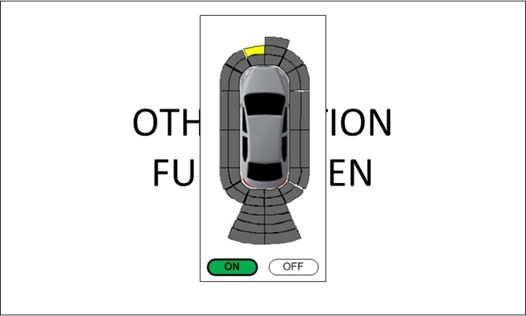 OTH TION
FU EN
ON OFF